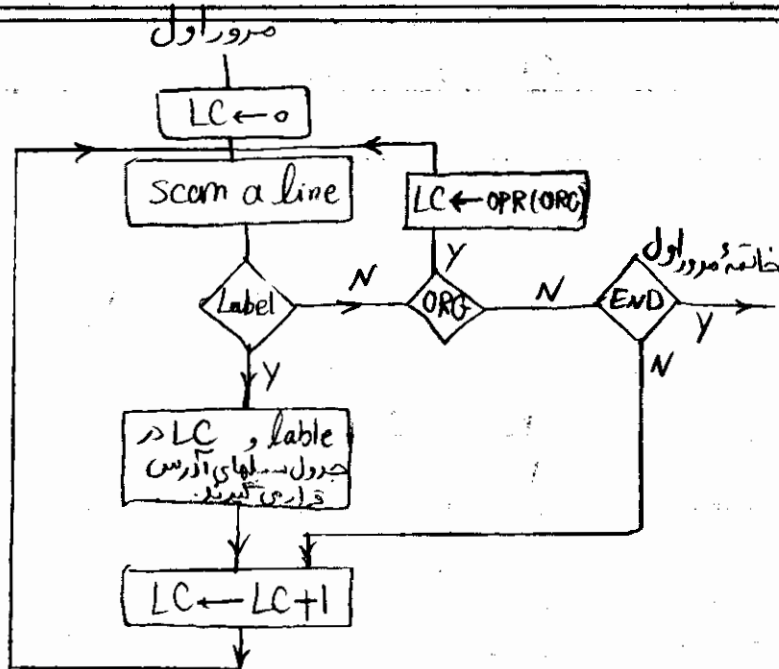 مرور اول
LC ← 0
Scan a line
LC ← OPR(ORG)
Y
Label
N
ORG
N
END
خاتمهٔ مرور اول
Y
N
Y
lable و LC در
جدول سمبلهای آدرس
قرار می گیرند.
LC ← LC+1